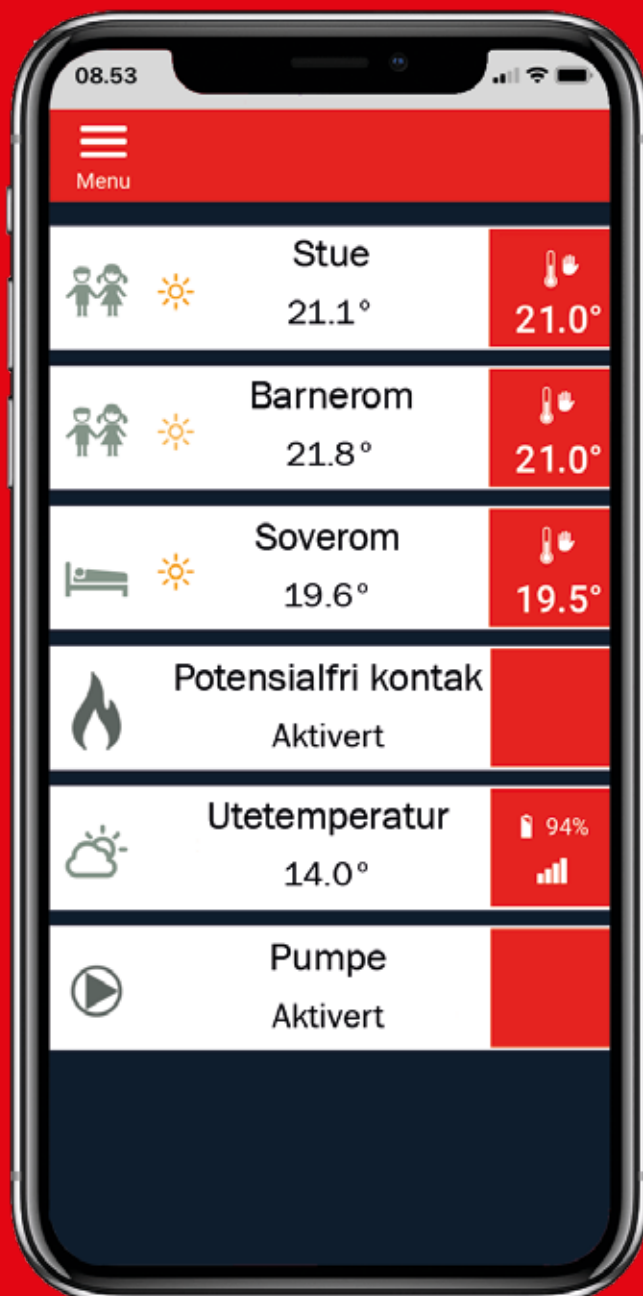 08.53
Menu
Stue
21.1°
21.0°
Barnerom
21.8°
21.0°
Soverom
19.6°
19.5°
Potensialfri kontak
Aktivert
Utetemperatur
14.0°
94%
Pumpe
Aktivert